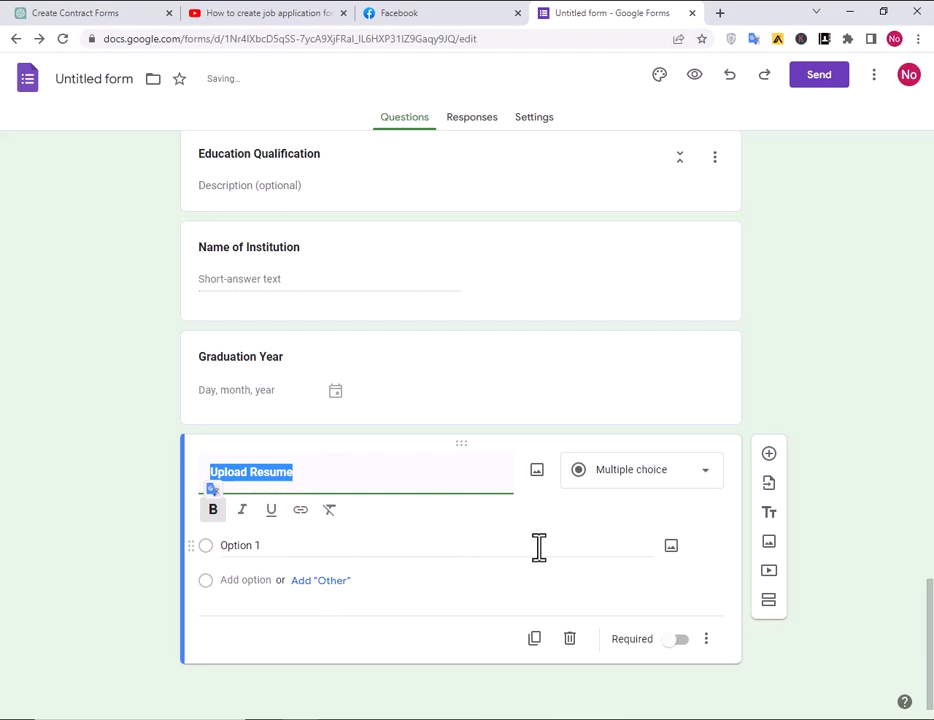 Create Contract Forms
How to create job application fo
Facebook
Untitled form - Google Forms
docs.google.com/forms/d/1Nr4lXbcD5qSS-7ycA9XjFRal_IL6HXP31IZ9Gaqy9JQ/edit
No
Untitled form
Saving...
Send
No
Questions
Responses
Settings
Education Qualification
Description (optional)
Name of Institution
Short-answer text
Graduation Year
Day, month, year
Upload Resume
Multiple choice
B I U
Option 1
Add option or Add "Other"
Required